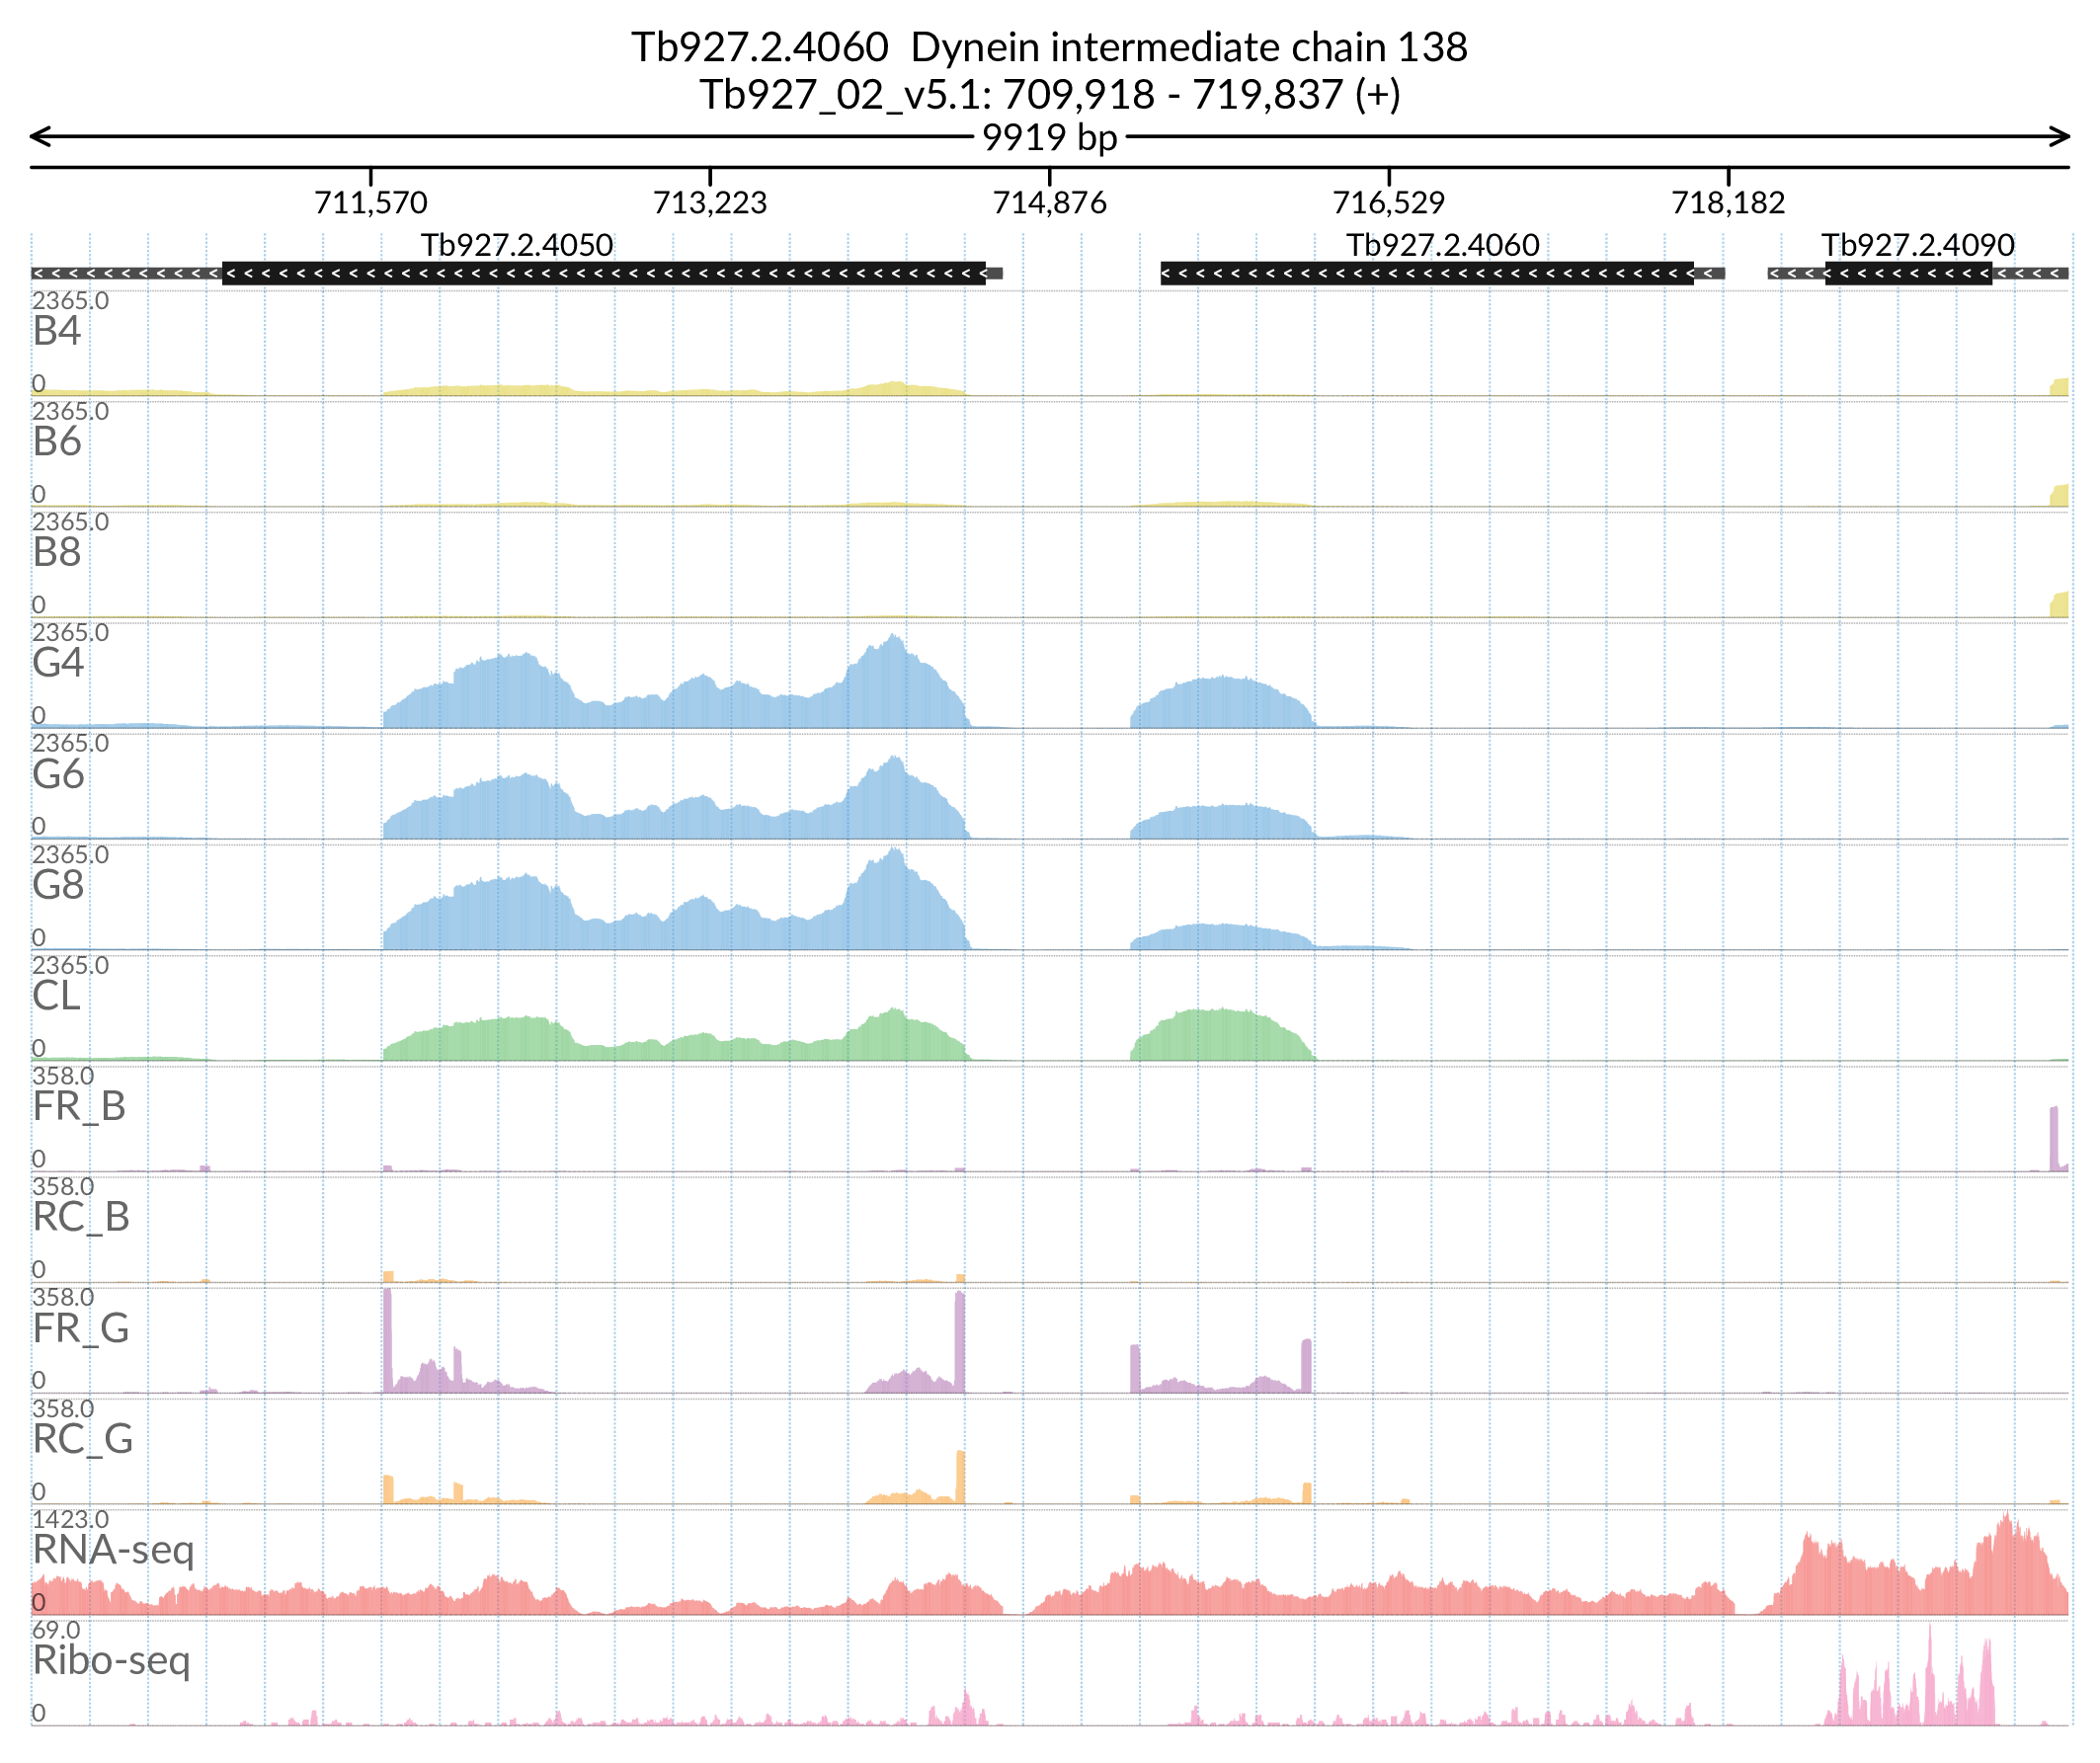 Tb927.2.4060  Dynein intermediate chain 138
Tb927_02_v5.1: 709,918 - 719,837 (+)
9919 bp
711,570 713,223 714,876 716,529 718,182
Tb927.2.4050 Tb927.2.4060 Tb927.2.4090
2365.0
B4
0
2365.0
B6
0
2365.0
B8
0
2365.0
G4
0
2365.0
G6
0
2365.0
G8
0
2365.0
CL
0
358.0
FR_B
0
358.0
RC_B
0
358.0
FR_G
0
358.0
RC_G
0
1423.0
RNA-seq
0
69.0
Ribo-seq
0